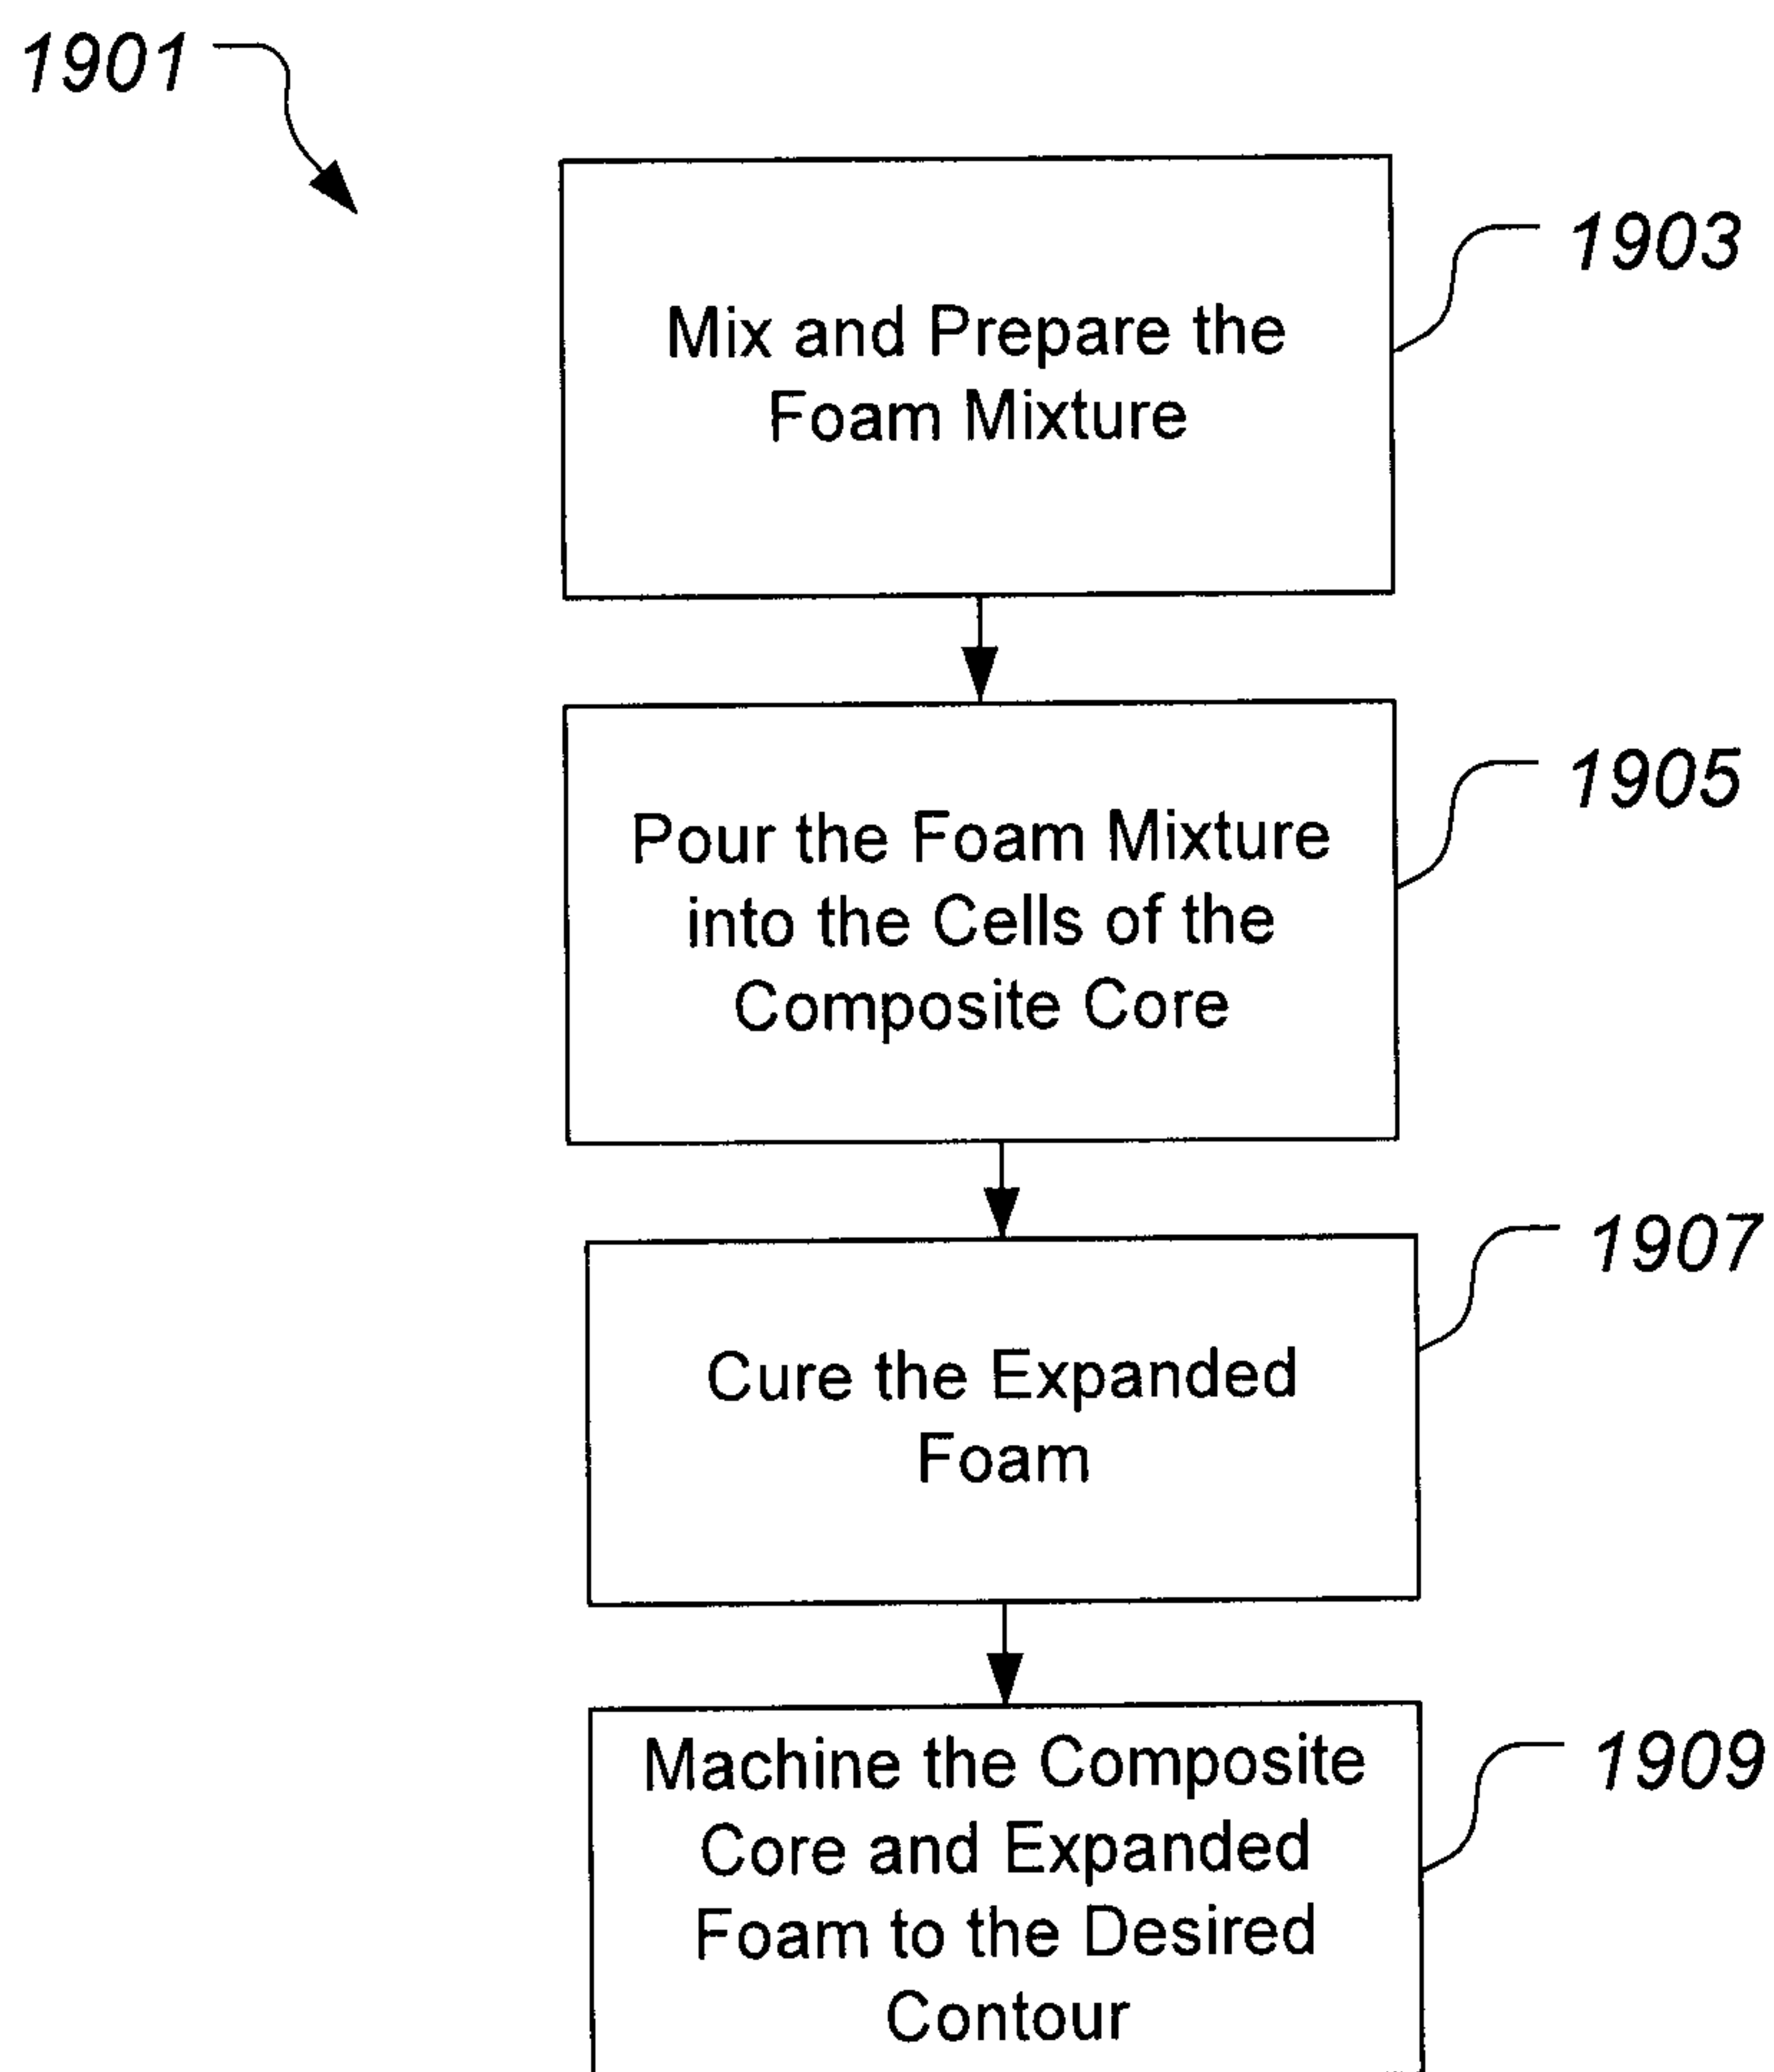 1901
1903
Mix and Prepare the
Foam Mixture
1905
Pour the Foam Mixture
into the Cells of the
Composite Core
1907
Cure the Expanded
Foam
1909
Machine the Composite
Core and Expanded
Foam to the Desired
Contour